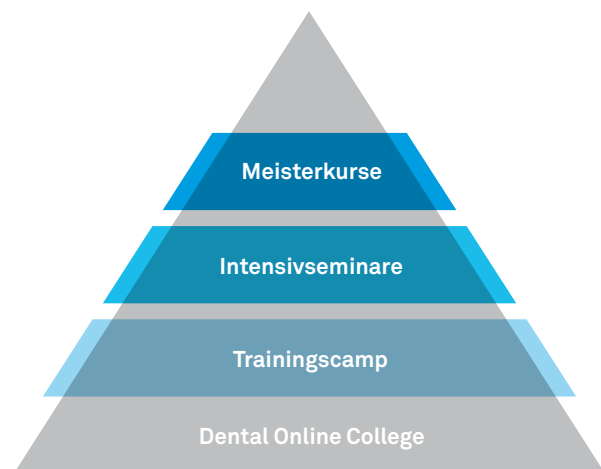 Meisterkurse
Intensivseminare
Trainingscamp
Dental Online College